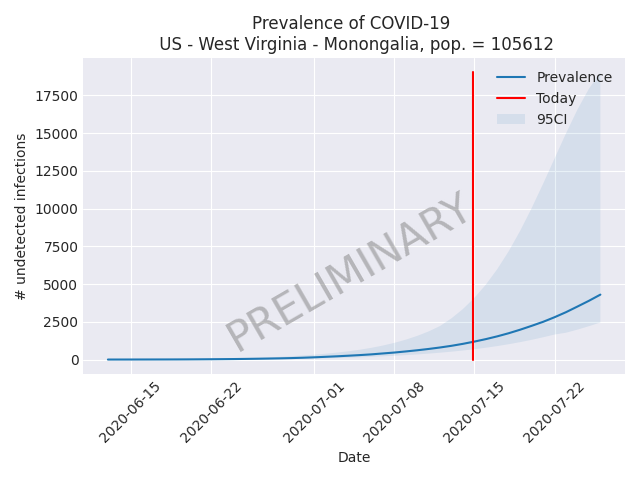 Prevalence of COVID-19
US - West Virginia - Monongalia, pop. = 105612
Prevalence
Today
95CI
# undetected infections
17500
15000
12500
10000
7500
5000
2500
0
PRELIMINARY
2020-06-15
2020-06-22
2020-07-01
2020-07-08
2020-07-15
2020-07-22
Date